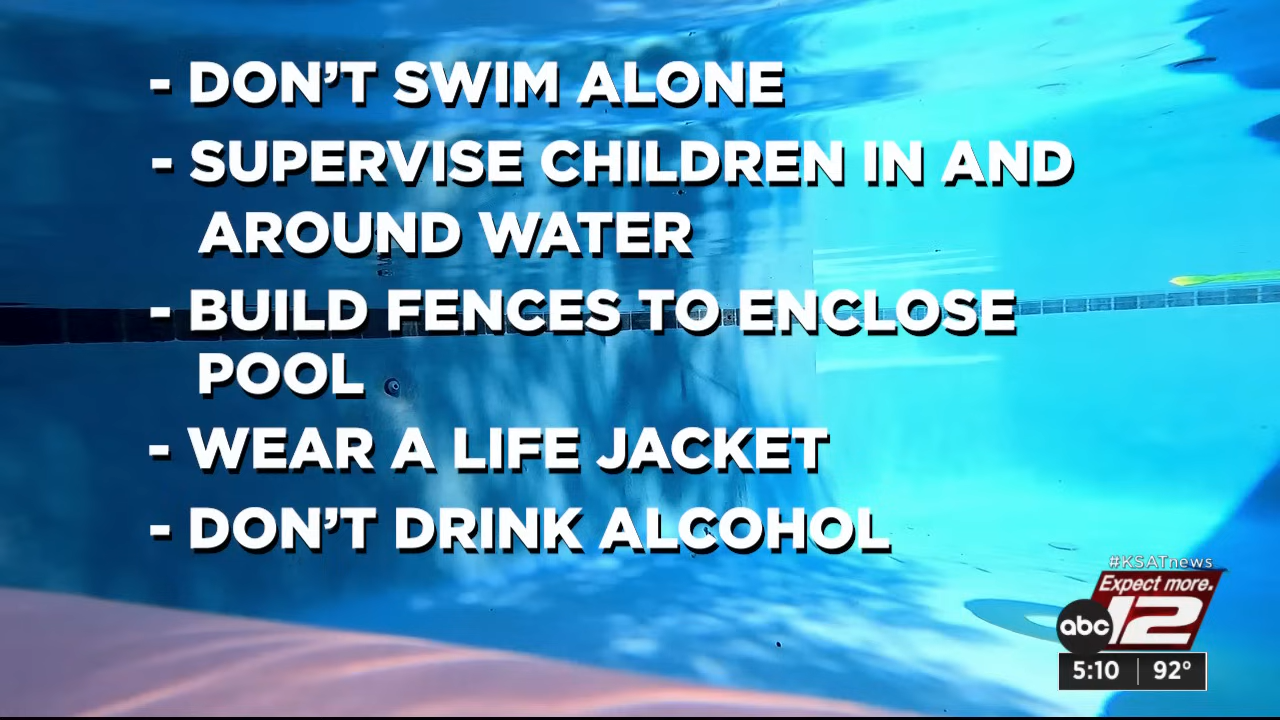 - DON'T SWIM ALONE
- SUPERVISE CHILDREN IN AND
AROUND WATER
- BUILD FENCES TO ENCLOSE
POOL
- WEAR A LIFE JACKET
- DON'T DRINK ALCOHOL
#KSATnews
Expect more.
abc 12
5:10 92°